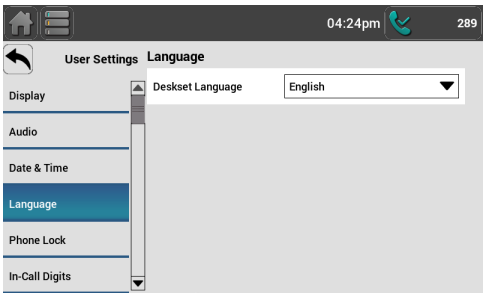 04:24pm 289
User Settings
Language
Display
Audio
Date & Time
Language
Phone Lock
In-Call Digits
Deskset Language English